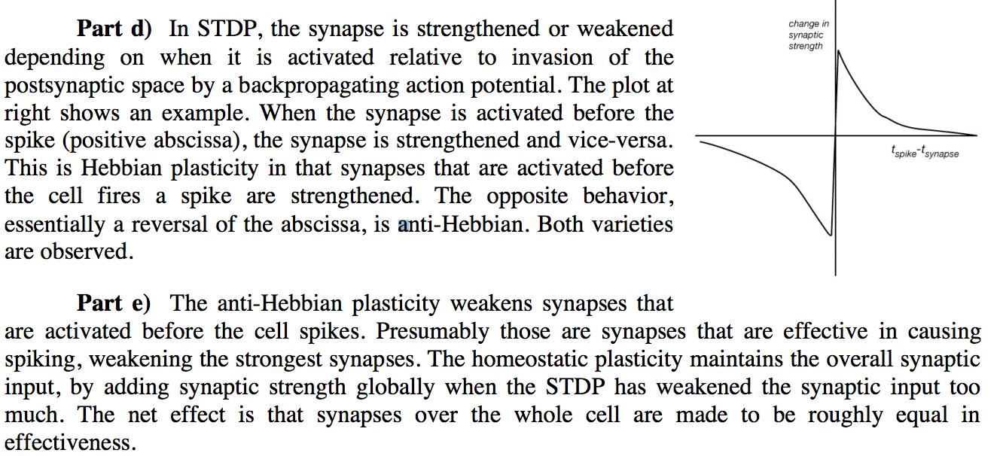 Part d) In STDP, the synapse is strengthened or weakened
depending on when it is activated relative to invasion of the
postsynaptic space by a backpropagating action potential. The plot at
right shows an example. When the synapse is activated before the
spike (positive abscissa), the synapse is strengthened and vice-versa.
This is Hebbian plasticity in that synapses that are activated before
the cell fires a spike are strengthened. The opposite behavior,
essentially a reversal of the abscissa, is anti-Hebbian. Both varieties
are observed.
change in
synaptic
strength
tspike-tsynapse
Part e) The anti-Hebbian plasticity weakens synapses that
are activated before the cell spikes. Presumably those are synapses that are effective in causing
spiking, weakening the strongest synapses. The homeostatic plasticity maintains the overall synaptic
input, by adding synaptic strength globally when the STDP has weakened the synaptic input too
much. The net effect is that synapses over the whole cell are made to be roughly equal in
effectiveness.